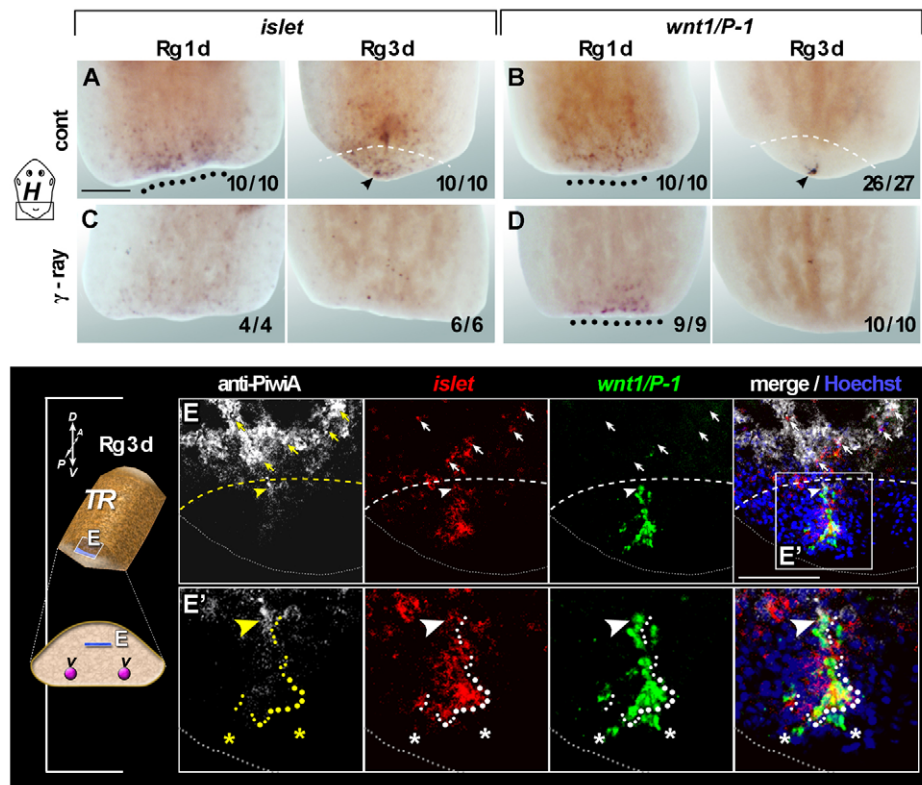 islet
wnt1/P-1
Rg1d
Rg3d
Rg1d
Rg3d
cont
A
10/10
10/10
B
10/10
26/27
H
γ-ray
C
4/4
6/6
D
9/9
10/10
anti-PiwiA
islet
wnt1/P-1
merge / Hoechst
D
A
P
V
Rg3d
TR
E
E
E'
E
V
V
E'
*
*
*
*
*
*
*
*